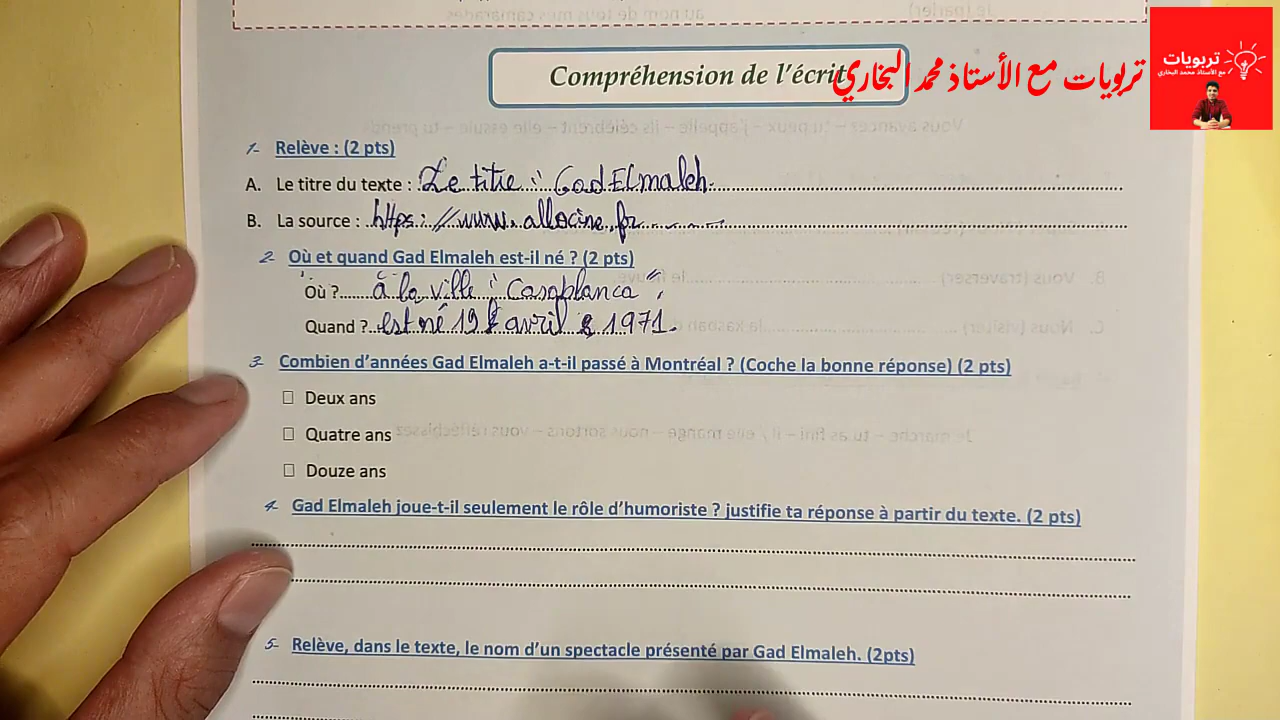 Compréhension de l'écrit
تربويات مع الأستاذ محمد البخاري
تربويات
مع الأستاذ محمد البخاري
1- Relève : (2 pts)
A. Le titre du texte : Le titre : Gad Elmaleh.
B. La source : https://www.allocine.fr
2- Où et quand Gad Elmaleh est-il né ? (2 pts)
Où ? à la ville : Casablanca ".
Quand ? est né 19 avril 1971.
3- Combien d'années Gad Elmaleh a-t-il passé à Montréal ? (Coche la bonne réponse) (2 pts)
□ Deux ans
□ Quatre ans
□ Douze ans
4- Gad Elmaleh joue-t-il seulement le rôle d'humoriste ? justifie ta réponse à partir du texte. (2 pts)
5- Relève, dans le texte, le nom d'un spectacle présenté par Gad Elmaleh. (2pts)